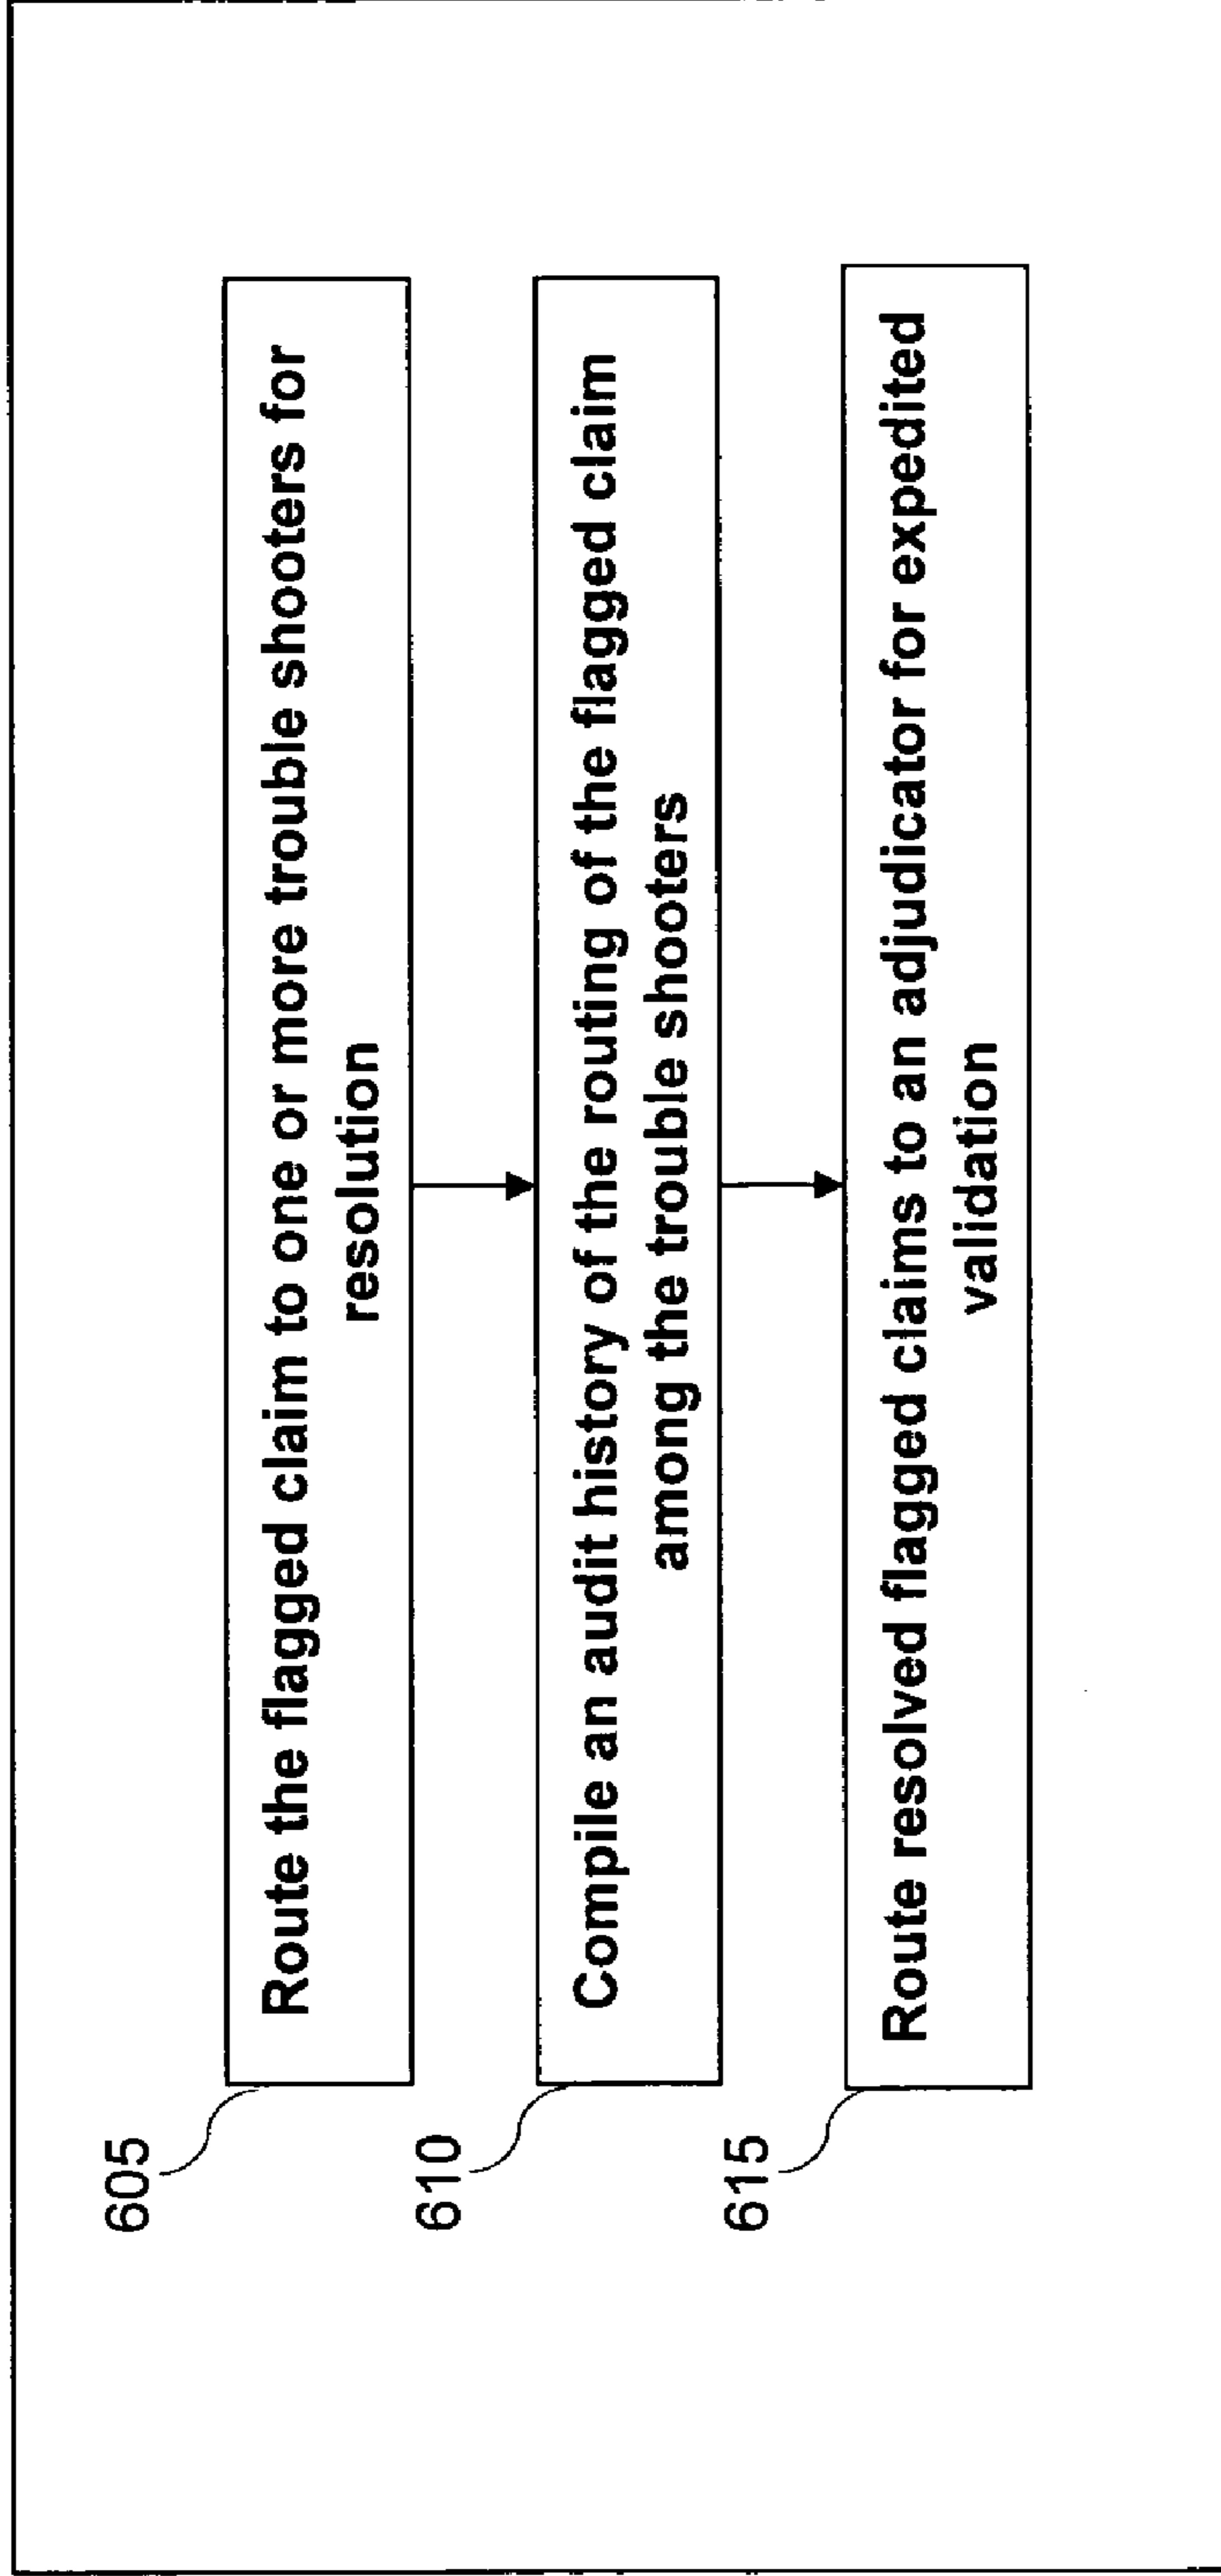 605
Route the flagged claim to one or more trouble shooters for
resolution
610
Compile an audit history of the routing of the flagged claim
among the trouble shooters
615
Route resolved flagged claims to an adjudicator for expedited
validation